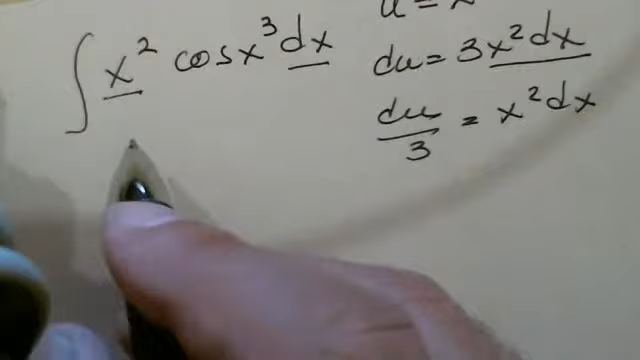 ∫ x² cos x³ dx
u = x
du = 3x² dx
du/3 = x² dx